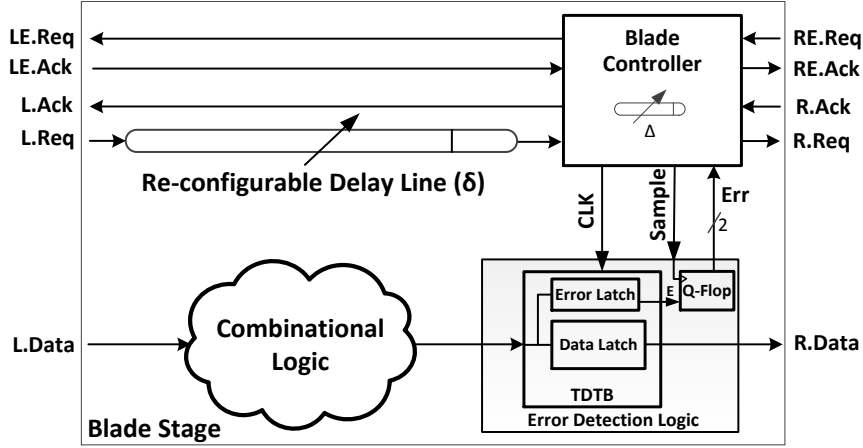 LE.Req
Blade
Controller
RE.Req
LE.Ack
RE.Ack
L.Ack
R.Ack
L.Req
Δ
R.Req
Re-configurable Delay Line (δ)
CLK
Sample
Err
2
Error Latch
E
Q-Flop
L.Data
Combinational
Logic
Data Latch
R.Data
TDTB
Error Detection Logic
Blade Stage